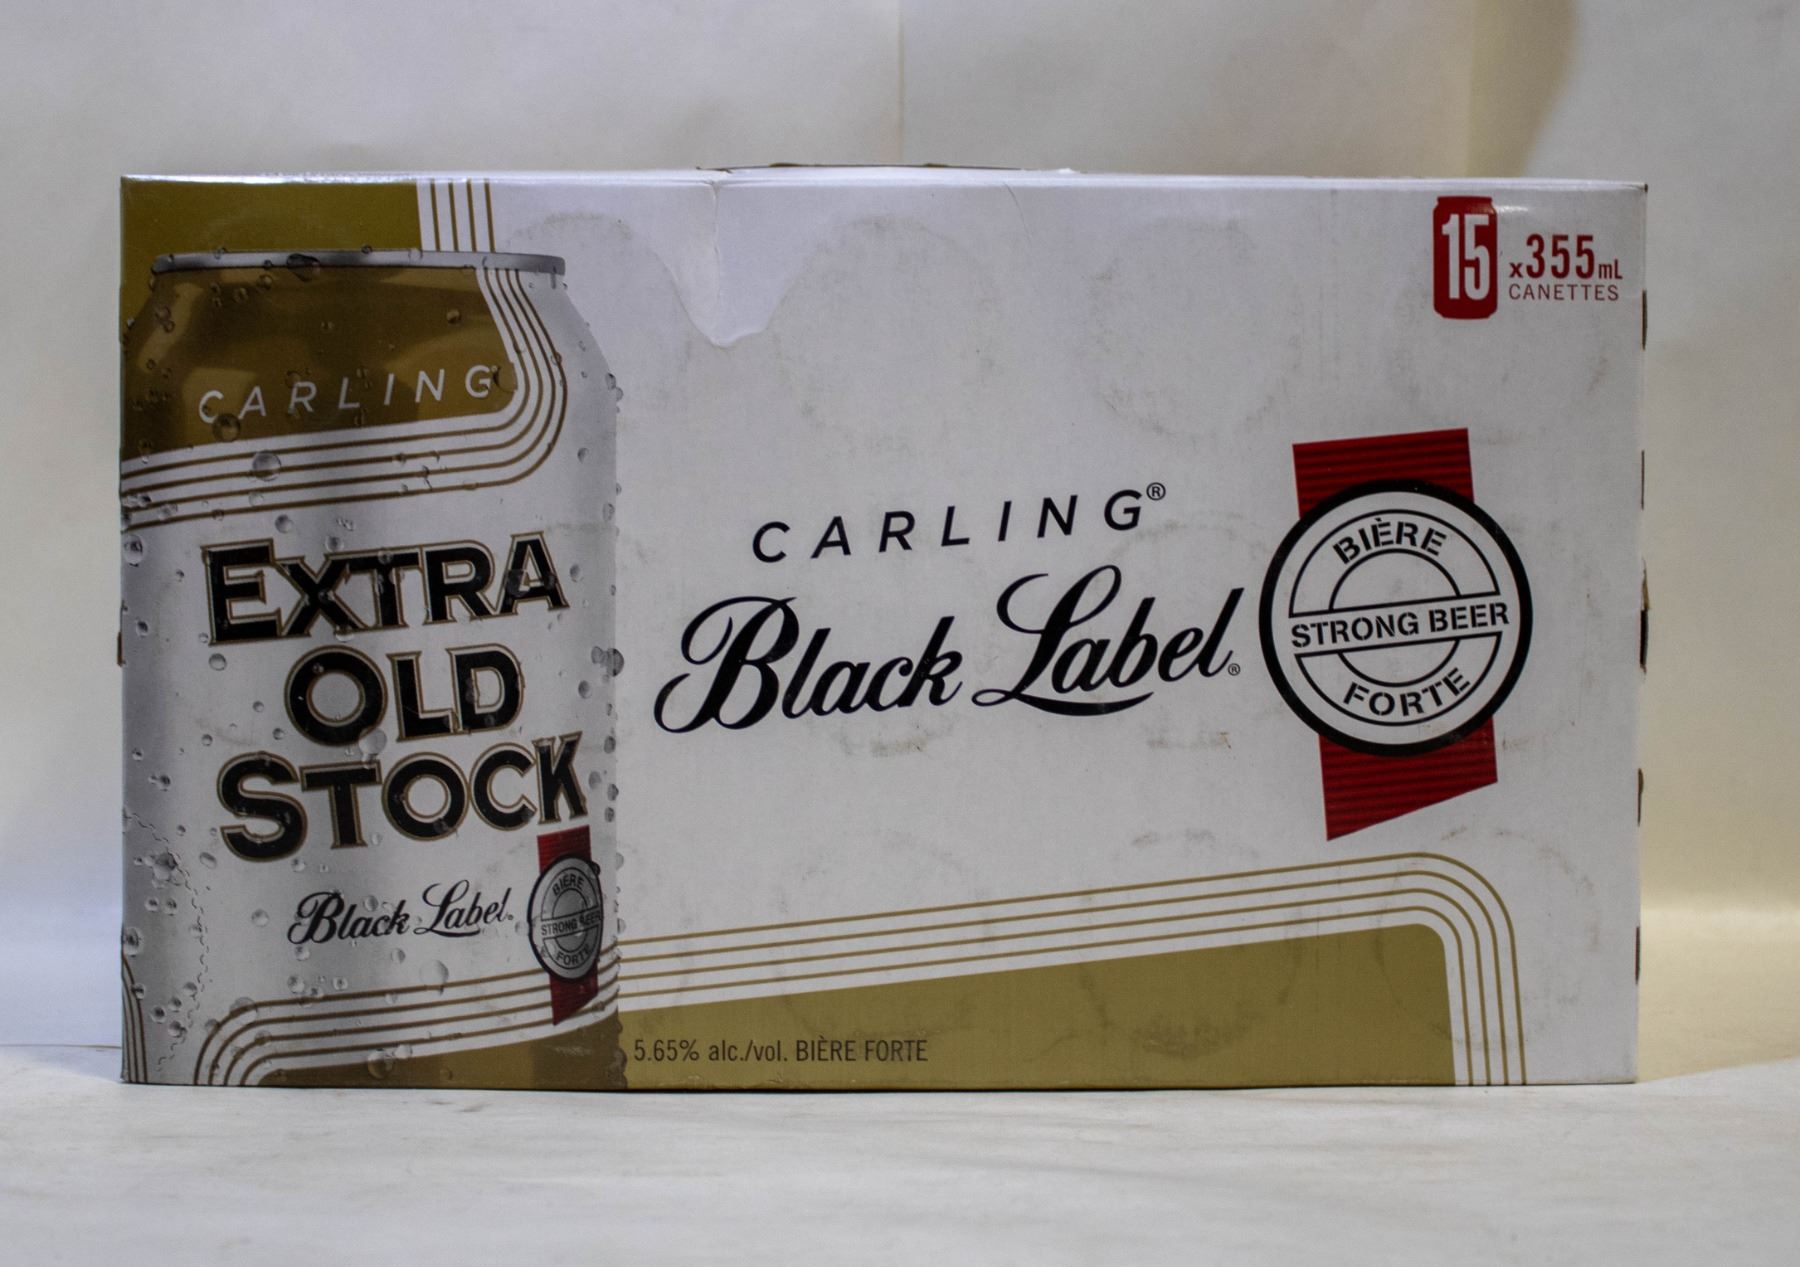 CARLING
EXTRA
OLD
STOCK
Black Label.
BIÈRE
STRONG BEER
FORTE
15 x355mL
CANETTES
CARLING®
Black Label®
BIÈRE
STRONG BEER
FORTE
5.65% alc./vol. BIÈRE FORTE